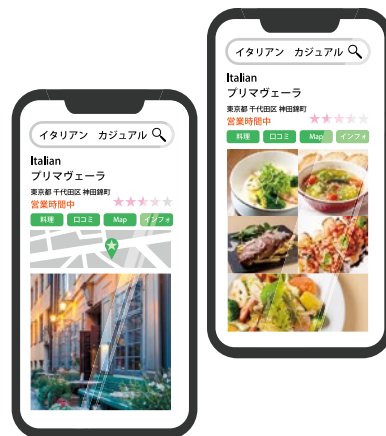 イタリアン カジュアル
Italian
プリマヴェーラ
東京都 千代田区 神田錦町
営業時間中
料理 口コミ Map インフォ
イタリアン カジュアル
Italian
プリマヴェーラ
東京都 千代田区 神田錦町
営業時間中
料理 口コミ Map インフォ